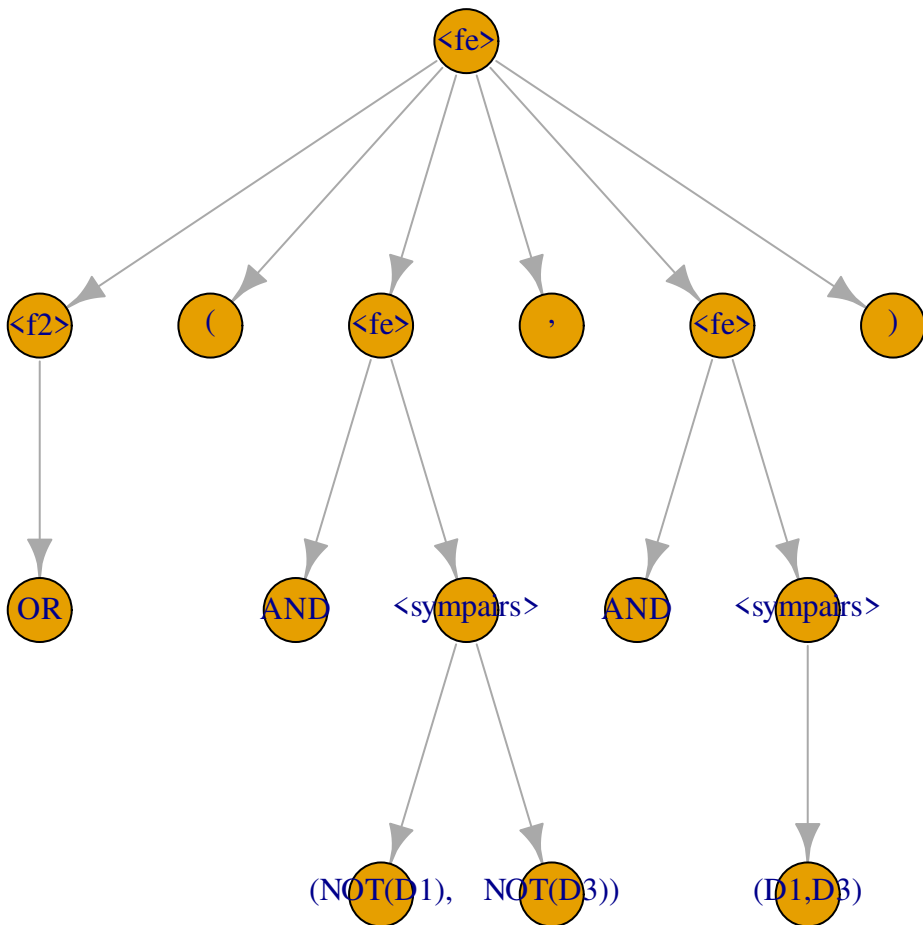 <fe>
<f2> ( <fe> , <fe> )
OR AND <sympairs> AND <sympairs>
(NOT(D1), NOT(D3)) (D1,D3)